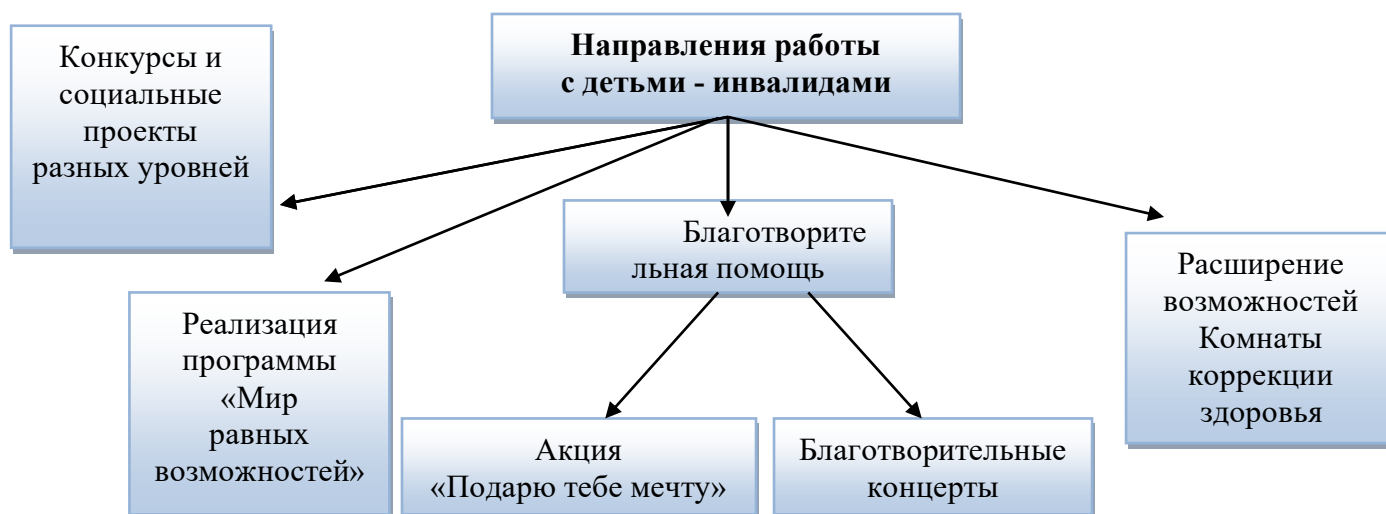 Направления работы
с детьми - инвалидами
Конкурсы и
социальные
проекты
разных уровней
Реализация
программы
«Мир
равных
возможностей»
Благотворите
льная помощь
Акция
«Подарю тебе мечту»
Благотворительные
концерты
Расширение
возможностей
Комнаты
коррекции
здоровья